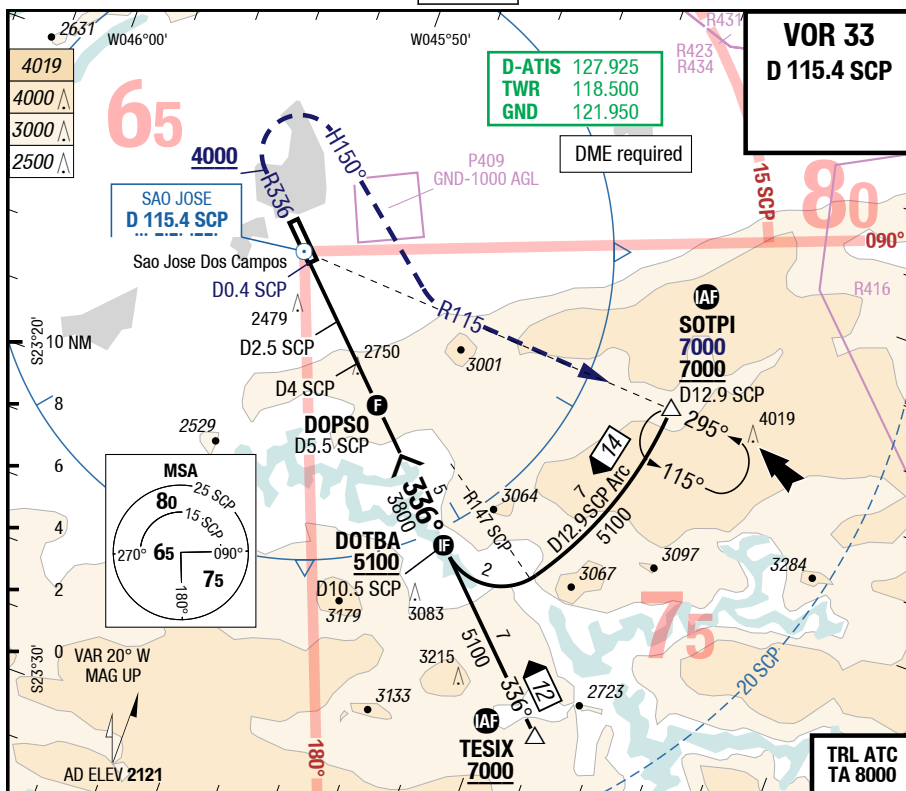 2631
W046°00'
W045°50'
R431
R423
R434
VOR 33
D 115.4 SCP
4019
4000
3000
2500
65
D-ATIS 127.925
TWR 118.500
GND 121.950
DME required
4000
H150°
R336
P409
GND-1000 AGL
15 SCP
80
SAO JOSE
D 115.4 SCP
090°
Sao Jose Dos Campos
D0.4 SCP
R416
2479
R115
IAF
SOTPI
7000
7000
D12.9 SCP
S23°20'
10 NM
D2.5 SCP
2750
3001
D4 SCP
F
DOPSO
D5.5 SCP
8
295°
4019
2529
14
115°
6
MSA
80
25 SCP
15 SCP
270°
65
090°
75
180°
336°
5
3800
R147 SCP
3064
7
D12.9 SCP Arc
5100
4
DOTBA
5100
D10.5 SCP
IF
2
3097
3067
3284
2
3179
3083
75
0
S23°30'
VAR 20° W
MAG UP
3215
7
5100
336°
12
2723
20 SCP
3133
IAF
TESIX
7000
180°
AD ELEV 2121
TRL ATC
TA 8000